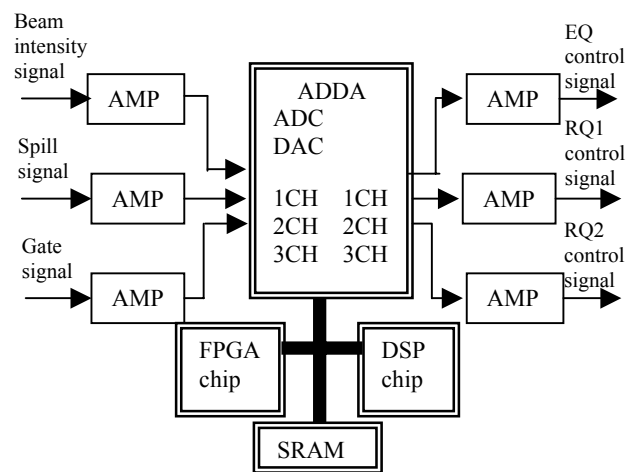 Beam
intensity
signal
AMP
Spill
signal
AMP
Gate
signal
AMP
ADDA
ADC
DAC
1CH 1CH
2CH 2CH
3CH 3CH
EQ
control
signal
AMP
RQ1
control
signal
AMP
RQ2
control
signal
AMP
FPGA
chip
DSP
chip
SRAM